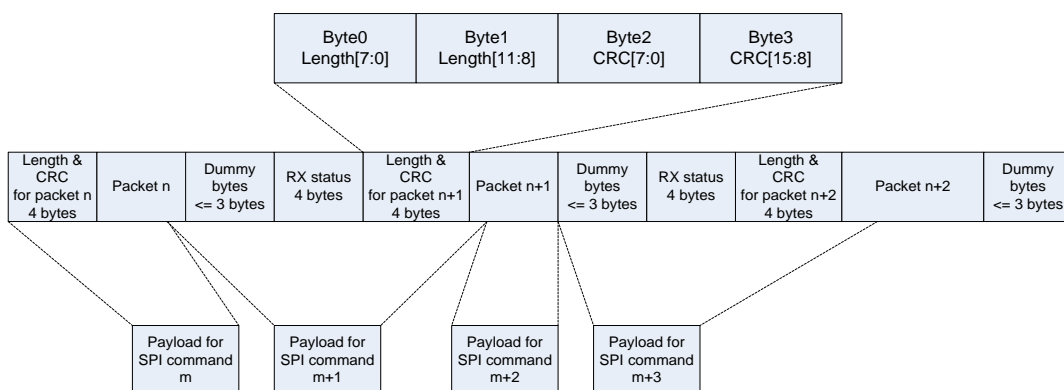 Byte0
Length[7:0]
Byte1
Length[11:8]
Byte2
CRC[7:0]
Byte3
CRC[15:8]
Length &
CRC
for packet n
4 bytes
Packet n
Dummy
bytes
<= 3 bytes
RX status
4 bytes
Length &
CRC
for packet n+1
4 bytes
Packet n+1
Dummy
bytes
<= 3 bytes
RX status
4 bytes
Length &
CRC
for packet n+2
4 bytes
Packet n+2
Dummy
bytes
<= 3 bytes
Payload for
SPI command
m
Payload for
SPI command
m+1
Payload for
SPI command
m+2
Payload for
SPI command
m+3